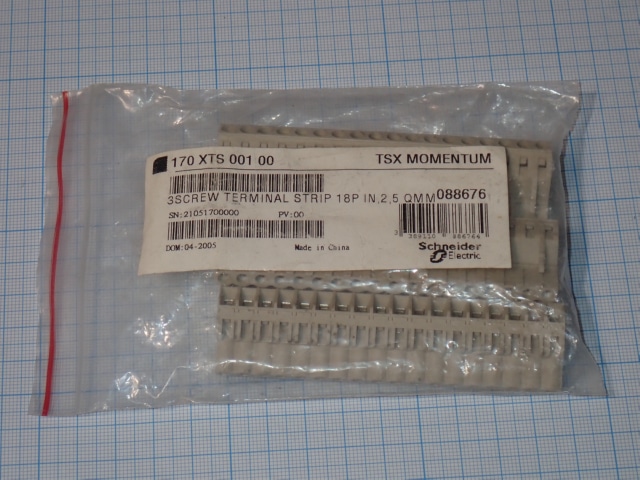 170 XTS 001 00 TSX MOMENTUM
3SCREW TERMINAL STRIP 18P IN,2,5 QMM 088676
SN:21051700000 PV:00
DOM:04-2005 Made in China
Schneider
Electric